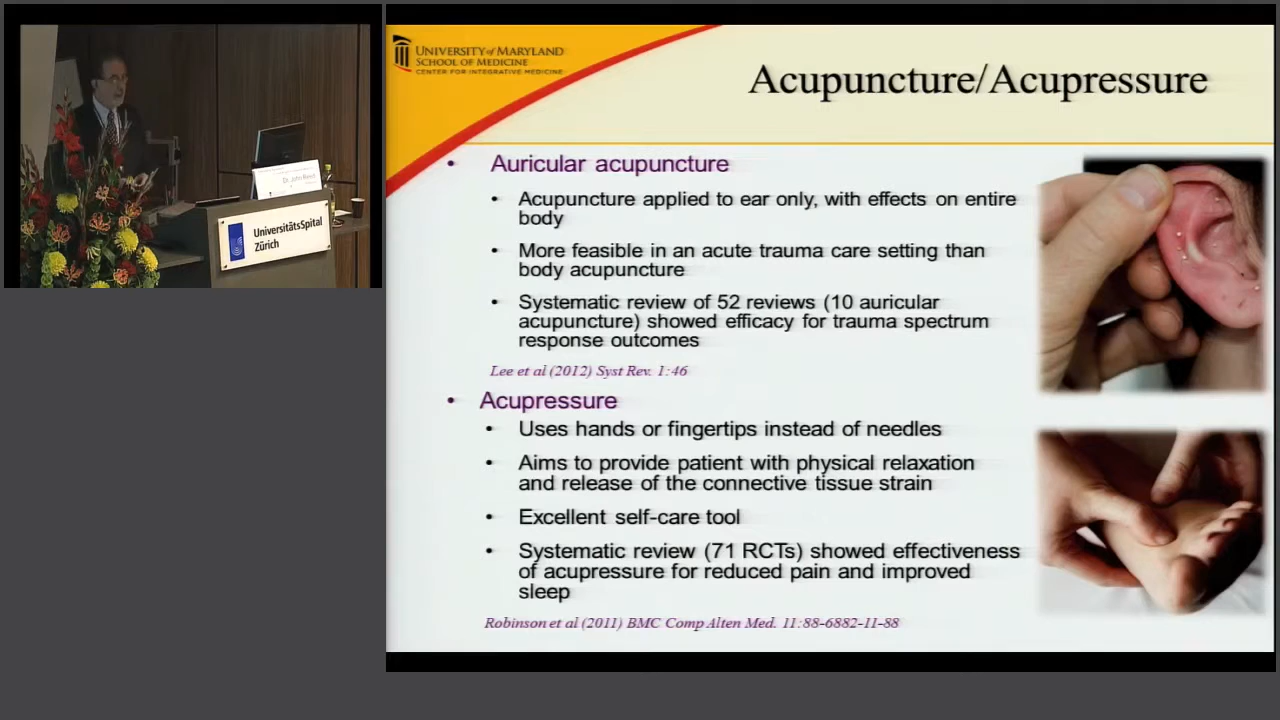 UNIVERSITY of MARYLAND
SCHOOL OF MEDICINE
CENTER FOR INTEGRATIVE MEDICINE
Acupuncture/Acupressure
• Auricular acupuncture
• Acupuncture applied to ear only, with effects on entire
body
• More feasible in an acute trauma care setting than
body acupuncture
• Systematic review of 52 reviews (10 auricular
acupuncture) showed efficacy for trauma spectrum
response outcomes
Lee et al (2012) Syst Rev. 1:46
• Acupressure
• Uses hands or fingertips instead of needles
• Aims to provide patient with physical relaxation
and release of the connective tissue strain
• Excellent self-care tool
• Systematic review (71 RCTs) showed effectiveness
of acupressure for reduced pain and improved
sleep
Robinson et al (2011) BMC Comp Alten Med. 11:88-6882-11-88
Dr. John Reed
UniversitätsSpital
Zürich